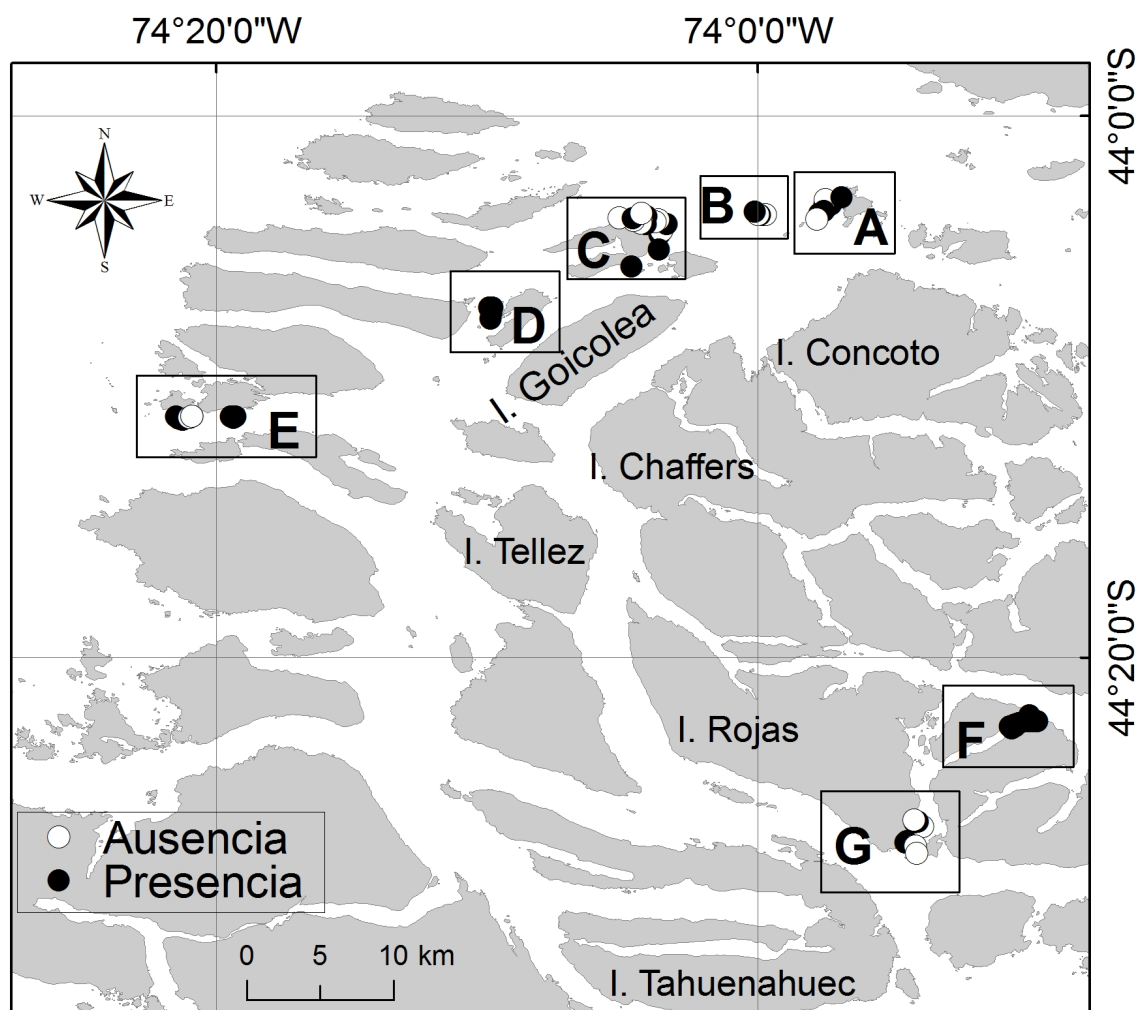 74°20'0"W
74°0'0"W
44°0'0"S
N
W
E
S
B
A
C
D
I. Goicolea
I. Concoto
E
I. Chaffers
I. Tellez
44°20'0"S
I. Rojas
F
G
Ausencia
Presencia
0 5 10 km
I. Tahuenahuec